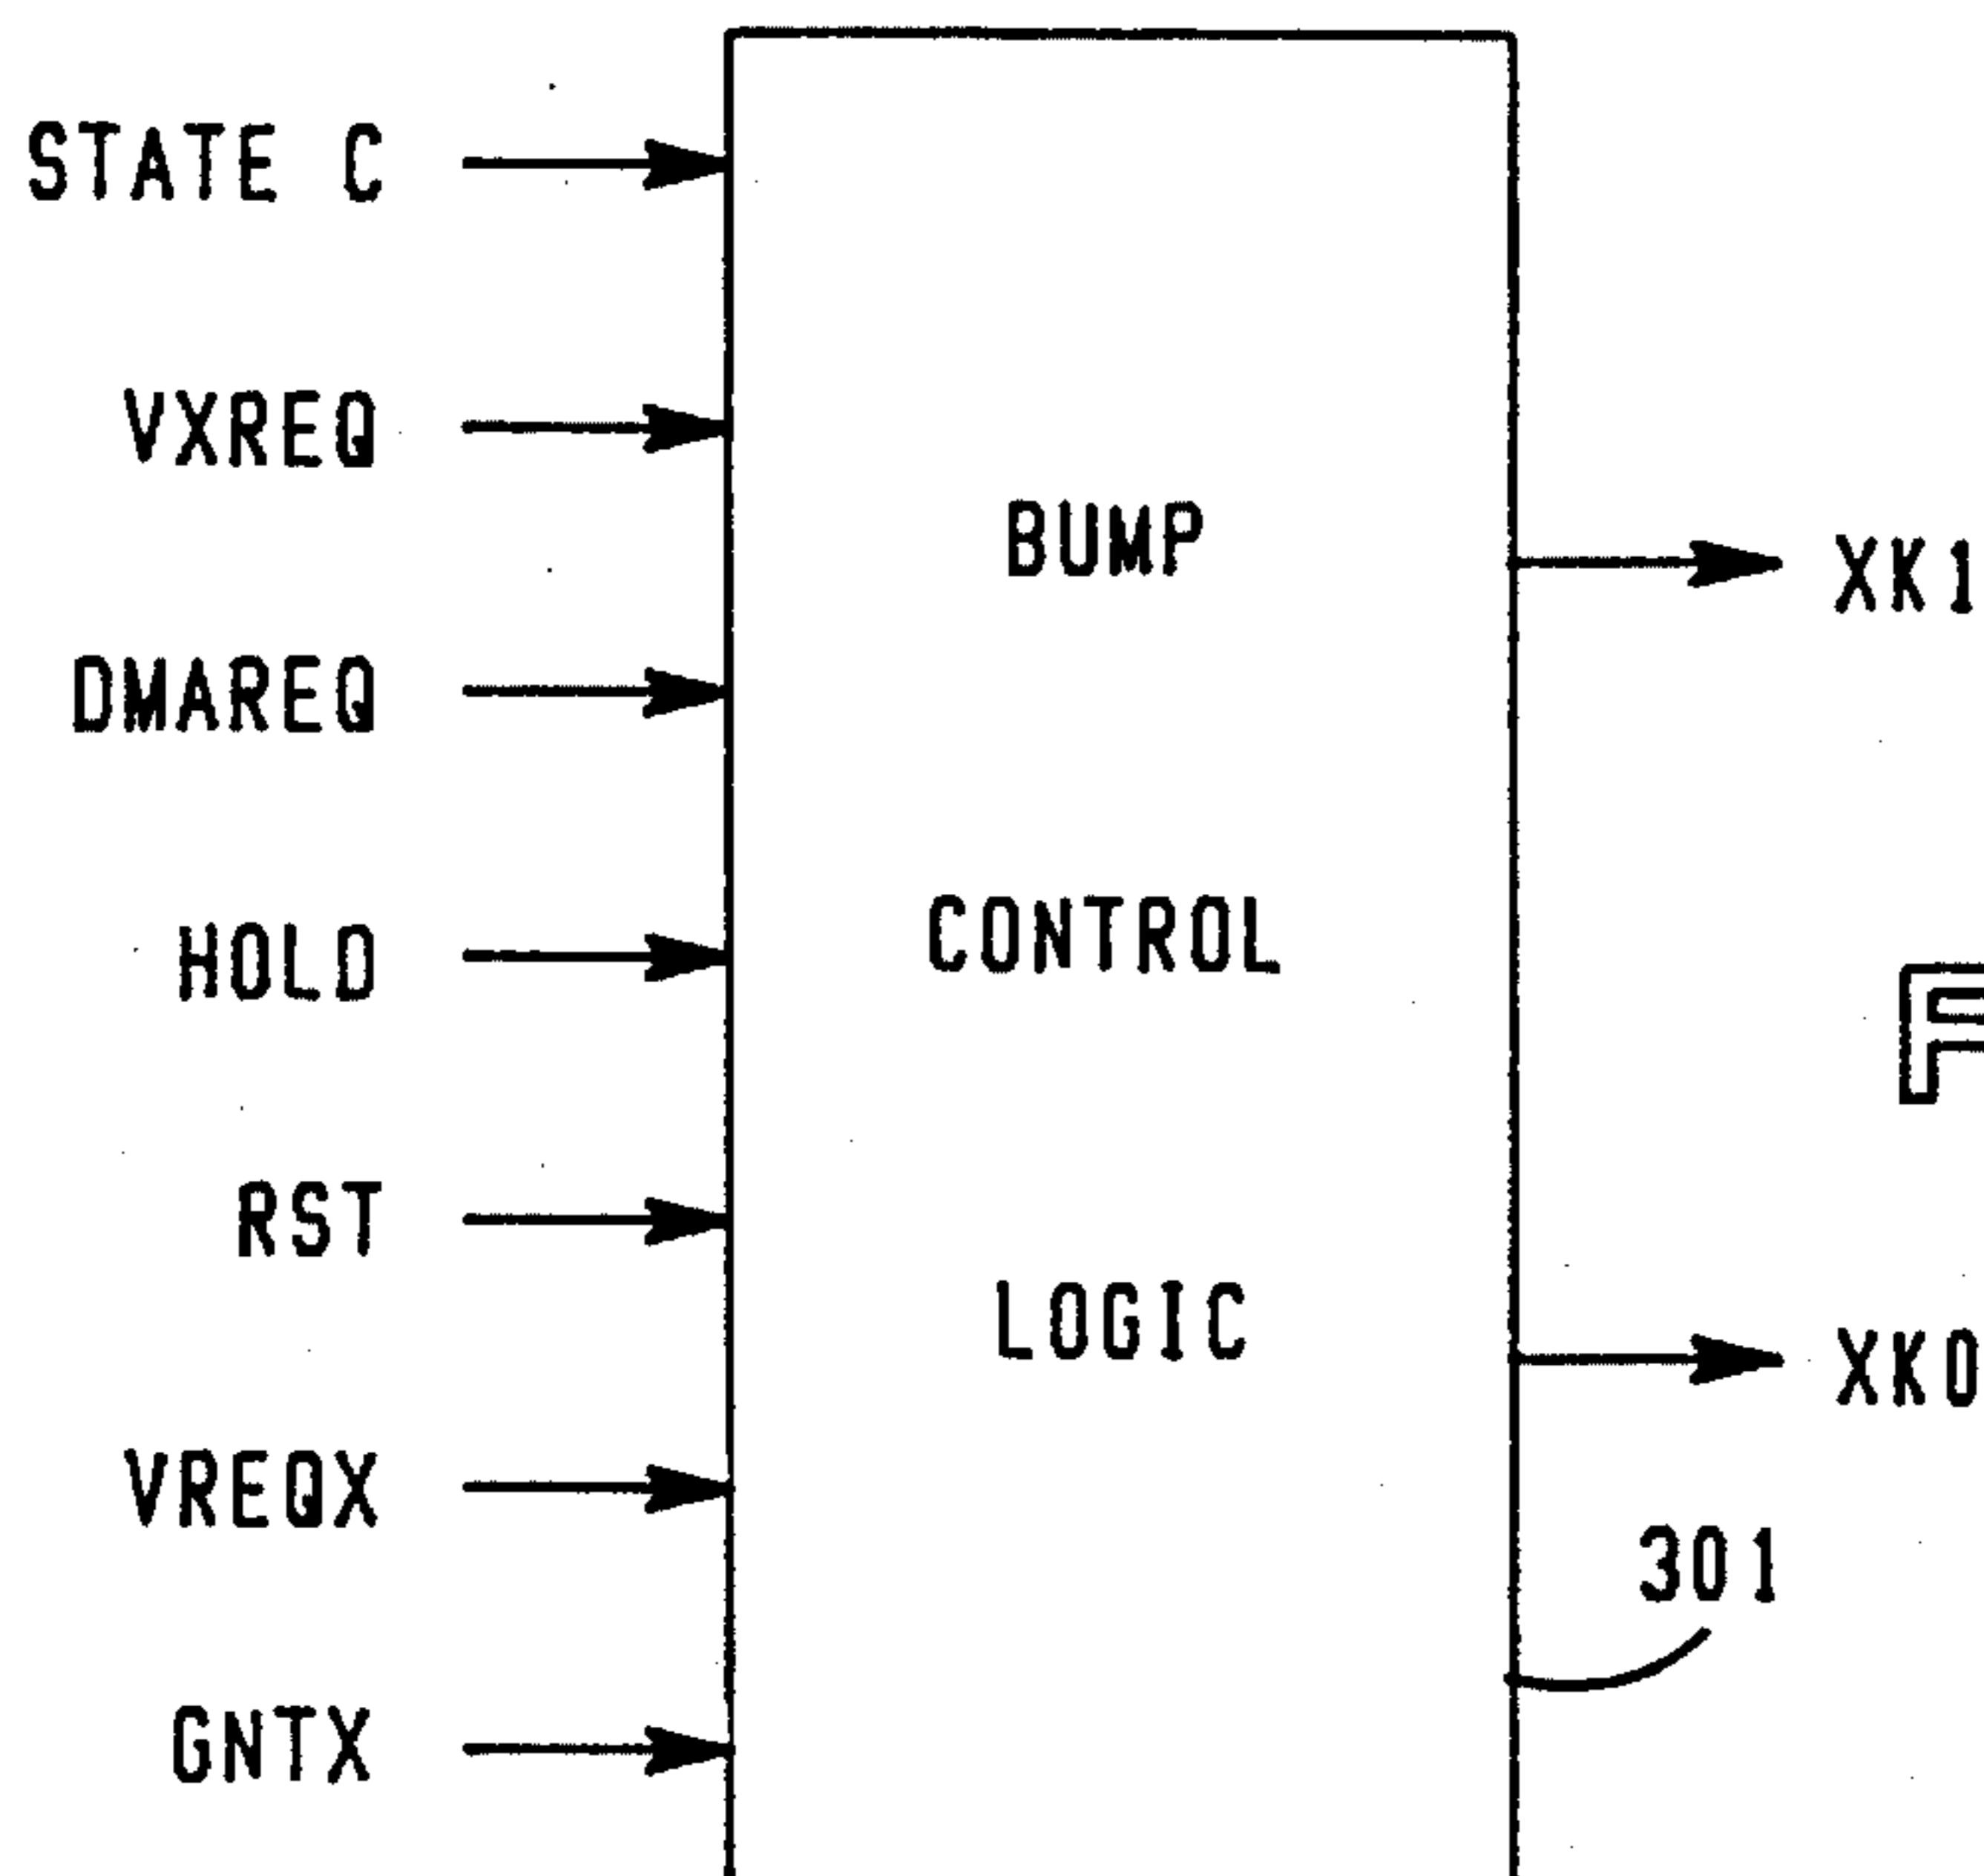 STATE C
VXREQ
BUMP
XK1
DMAREQ
HOLD
CONTROL
RST
LOGIC
XK0
VREQX
301
GNTX